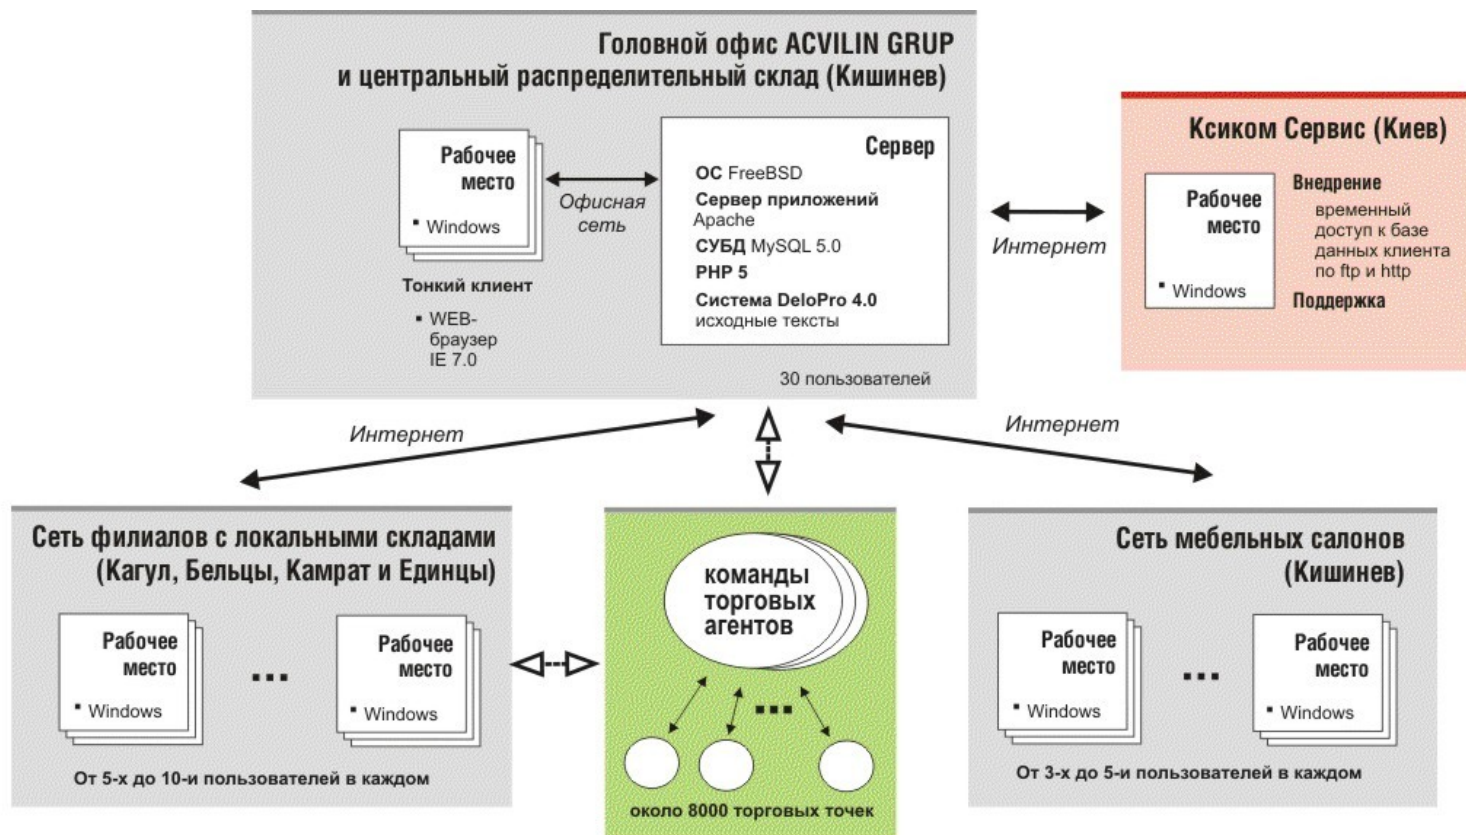 Головной офис ACVILIN GRUP
и центральный распределительный склад (Кишинев)
Рабочее
место
▪ Windows
Тонкий клиент
▪ WEB-
браузер
IE 7.0
Офисная
сеть
Сервер
ОС FreeBSD
Сервер приложений
Apache
СУБД MySQL 5.0
PHP 5
Система DeloPro 4.0
исходные тексты
30 пользователей
Интернет
Ксиком Сервис (Киев)
Рабочее
место
▪ Windows
Внедрение
временный
доступ к базе
данных клиента
по ftp и http
Поддержка
Интернет
Интернет
Сеть филиалов с локальными складами
(Кагул, Бельцы, Камрат и Единцы)
Рабочее
место
▪ Windows
...
Рабочее
место
▪ Windows
От 5-х до 10-и пользователей в каждом
команды
торговых
агентов
...
около 8000 торговых точек
Сеть мебельных салонов
(Кишинев)
Рабочее
место
▪ Windows
...
Рабочее
место
▪ Windows
От 3-х до 5-и пользователей в каждом